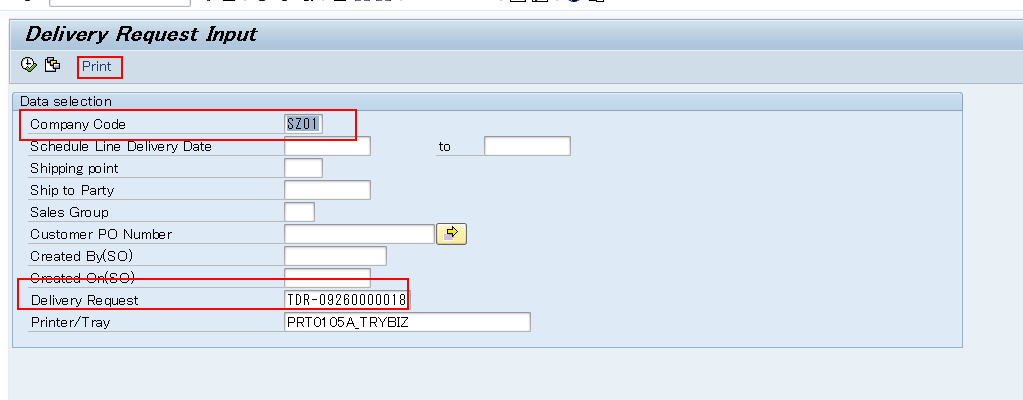 Delivery Request Input
Print
Data selection
Company Code SZ01
Schedule Line Delivery Date to
Shipping point
Ship to Party
Sales Group
Customer PO Number
Created By(SO)
Created On(SO)
Delivery Request TDR-09260000018
Printer/Tray PRT0105A_TRYBIZ